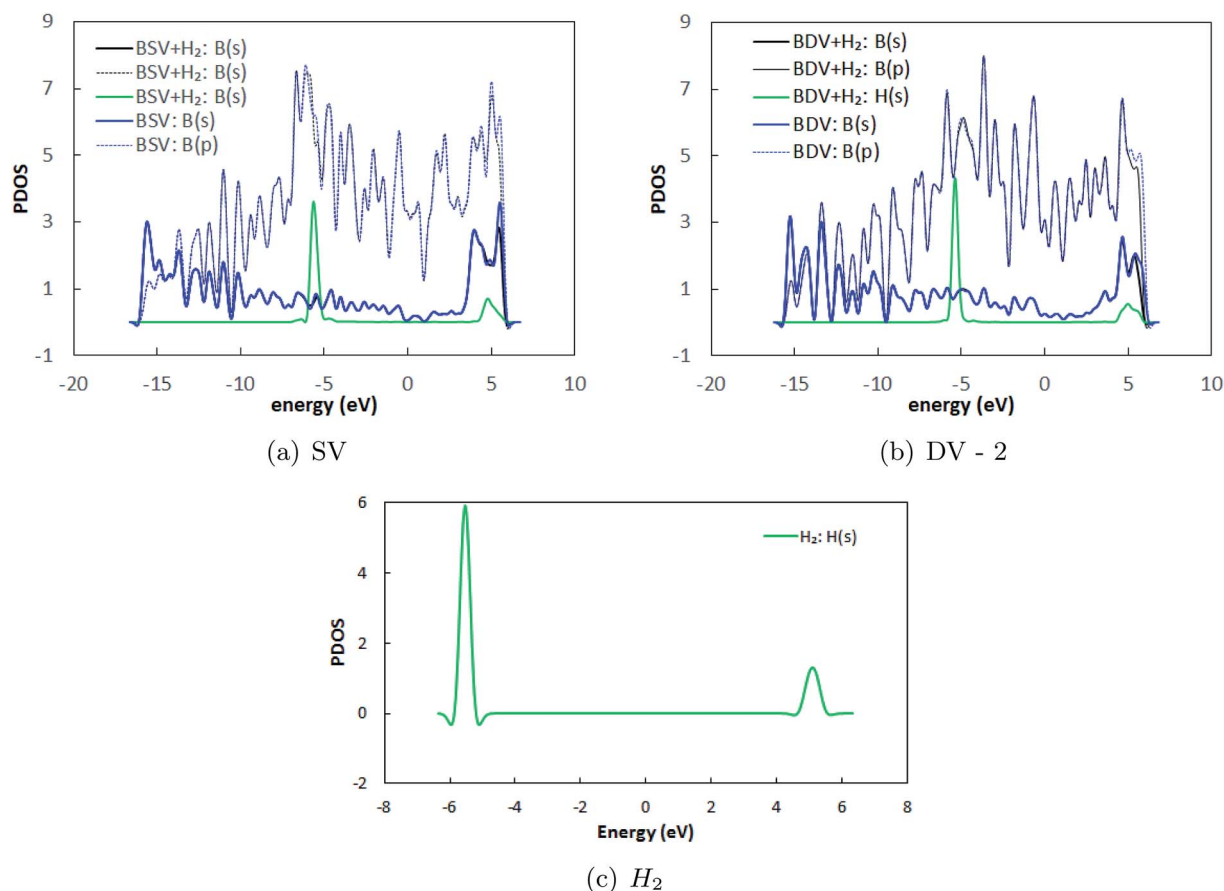 9
7
5
3
1
-1
PDOS
BSV+H₂: B(s)
BSV+H₂: B(s)
BSV+H₂: B(s)
BSV: B(s)
BSV: B(p)
-20 -15 -10 -5 0 5 10
energy (eV)
(a) SV
9
7
5
3
1
-1
PDOS
BDV+H₂: B(s)
BDV+H₂: B(p)
BDV+H₂: H(s)
BDV: B(s)
BDV: B(p)
-20 -15 -10 -5 0 5 10
energy (eV)
(b) DV - 2
6
4
2
0
-2
PDOS
H₂: H(s)
-8 -6 -4 -2 0 2 4 6 8
Energy (eV)
(c) H₂